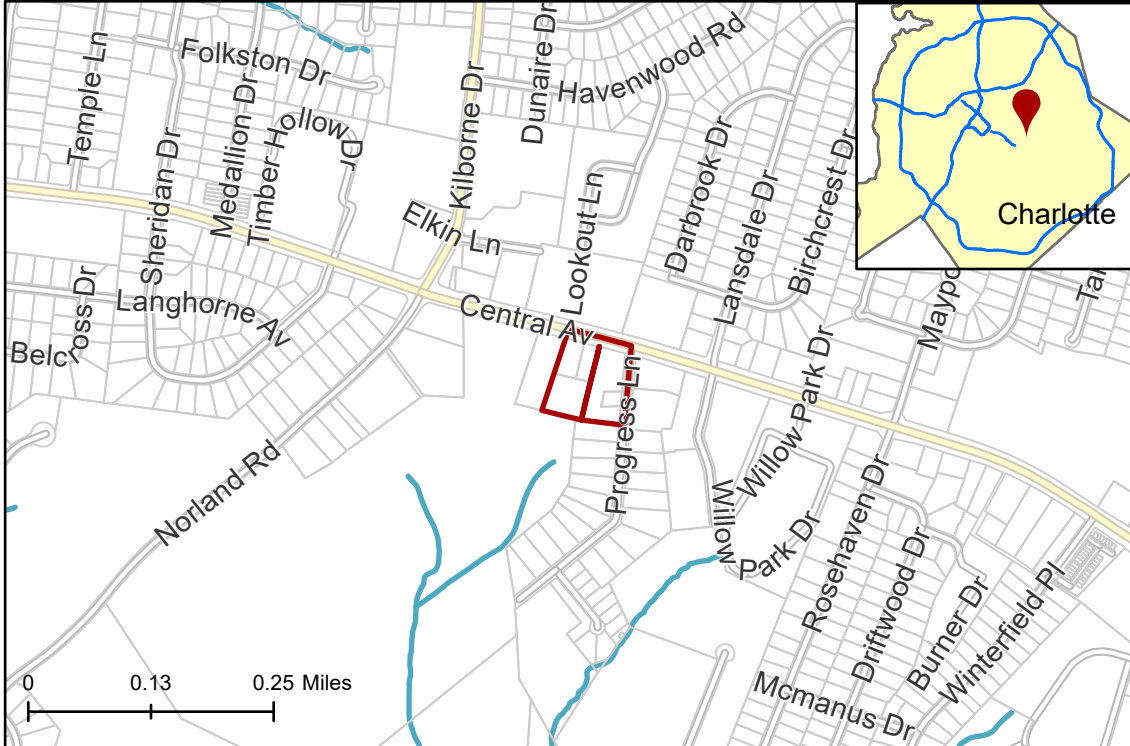 Temple Ln
Folkston Dr
Sheridan Dr
Medallion Dr
Timber Hollow Dr
Kilborne Dr
Dunaire Dr
Havenwood Rd
Elkin Ln
Lookout Ln
Darbrook Dr
Lansdale Dr
Birchcrest Dr
Charlotte
Belcross Dr
Langhorne Av
Central Av
Progress Ln
Willow Park Dr
Willow Park Dr
Norland Rd
Rosehaven Dr
Driftwood Dr
Burner Dr
Winterfield Pl
Mcmanus Dr
0 0.13 0.25 Miles